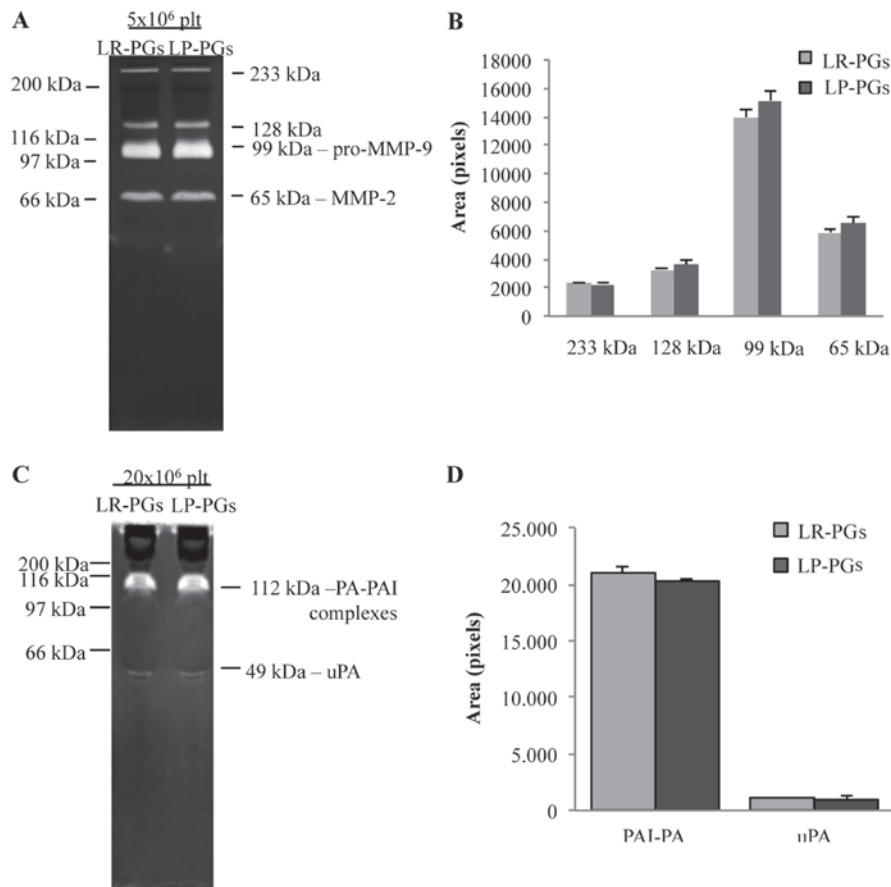 A
5x10⁶ plt
LR-PGs LP-PGs
200 kDa
116 kDa
97 kDa
66 kDa
233 kDa
128 kDa
99 kDa – pro-MMP-9
65 kDa – MMP-2
B
18000
16000
14000
12000
10000
8000
6000
4000
2000
0
Area (pixels)
LR-PGs
LP-PGs
233 kDa 128 kDa 99 kDa 65 kDa
C
20x10⁶ plt
LR-PGs LP-PGs
200 kDa
116 kDa
97 kDa
66 kDa
112 kDa –PA-PAI
complexes
49 kDa – uPA
D
25.000
20.000
15.000
10.000
5.000
0
Area (pixels)
LR-PGs
LP-PGs
PAI-PA uPA